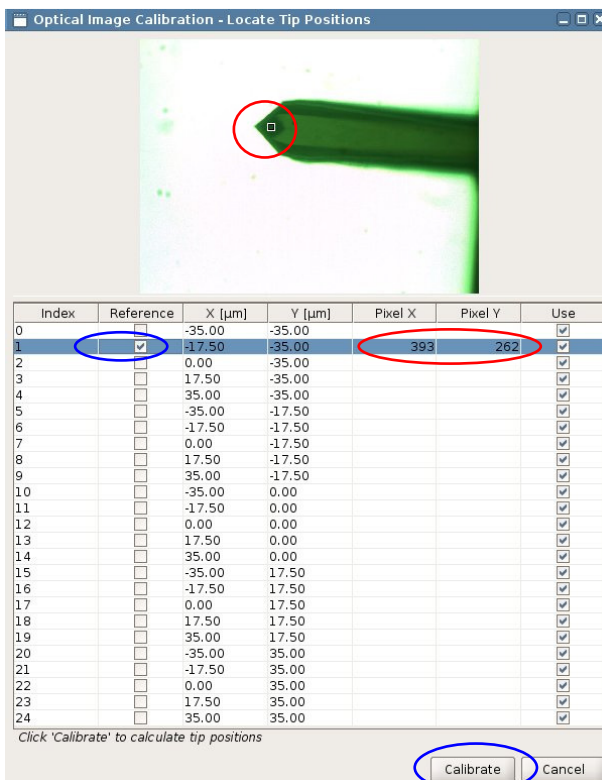 Optical Image Calibration - Locate Tip Positions
Index Reference X [µm] Y [µm] Pixel X Pixel Y Use
0 -35.00 -35.00
1 -17.50 -35.00 393 262
2 0.00 -35.00
3 17.50 -35.00
4 35.00 -35.00
5 -35.00 -17.50
6 -17.50 -17.50
7 0.00 -17.50
8 17.50 -17.50
9 35.00 -17.50
10 -35.00 0.00
11 -17.50 0.00
12 0.00 0.00
13 17.50 0.00
14 35.00 0.00
15 -35.00 17.50
16 -17.50 17.50
17 0.00 17.50
18 17.50 17.50
19 35.00 17.50
20 -35.00 35.00
21 -17.50 35.00
22 0.00 35.00
23 17.50 35.00
24 35.00 35.00
Click 'Calibrate' to calculate tip positions
Calibrate Cancel